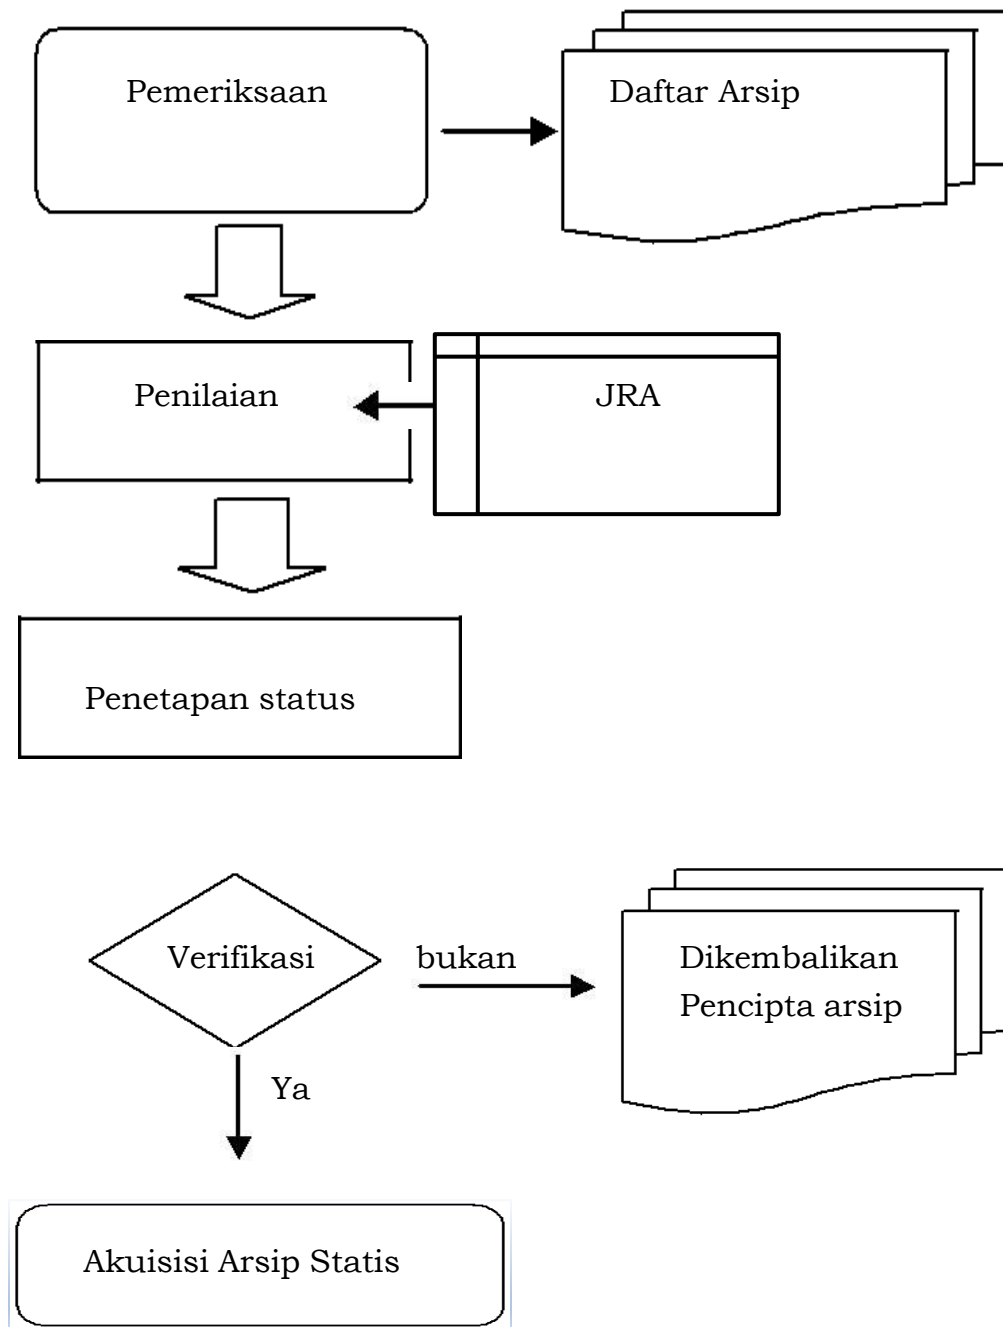 Pemeriksaan
Daftar Arsip
Penilaian
JRA
Penetapan status
Verifikasi
bukan
Dikembalikan
Pencipta arsip
Ya
Akuisisi Arsip Statis